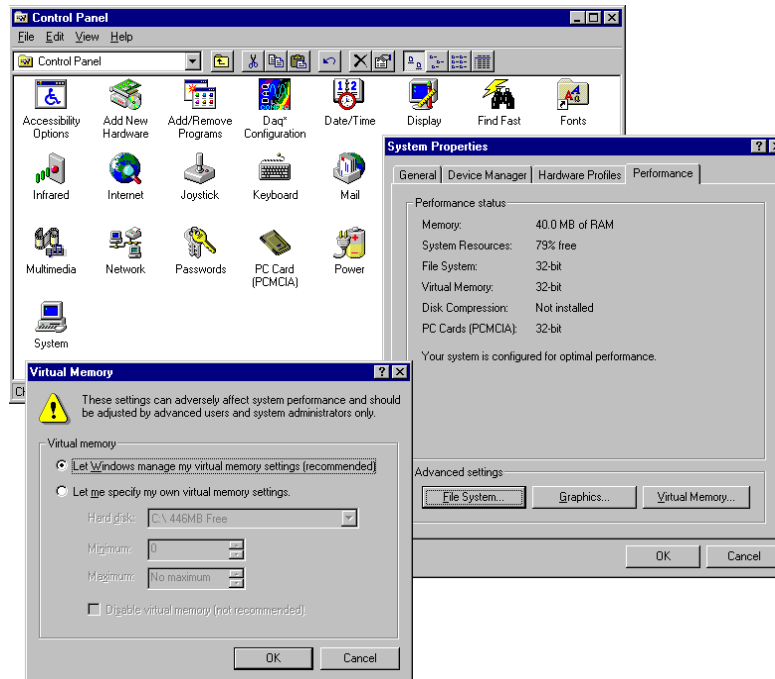 Control Panel
File Edit View Help
Control Panel
Accessibility Options
Add New Hardware
Add/Remove Programs
Daq* Configuration
Date/Time
Display
Find Fast
Fonts
Infrared
Internet
Joystick
Keyboard
Mail
Multimedia
Network
Passwords
PC Card (PCMCIA)
Power
System
System Properties
General Device Manager Hardware Profiles Performance
Performance status
Memory: 40.0 MB of RAM
System Resources: 79% free
File System: 32-bit
Virtual Memory: 32-bit
Disk Compression: Not installed
PC Cards (PCMCIA): 32-bit
Your system is configured for optimal performance.
Advanced settings
File System... Graphics... Virtual Memory...
OK Cancel
Virtual Memory
These settings can adversely affect system performance and should
be adjusted by advanced users and system administrators only.
Virtual memory
Let Windows manage my virtual memory settings (recommended)
Let me specify my own virtual memory settings.
Hard disk: C:\ 446MB Free
Minimum: 0
Maximum: No maximum
Disable virtual memory (not recommended).
OK Cancel